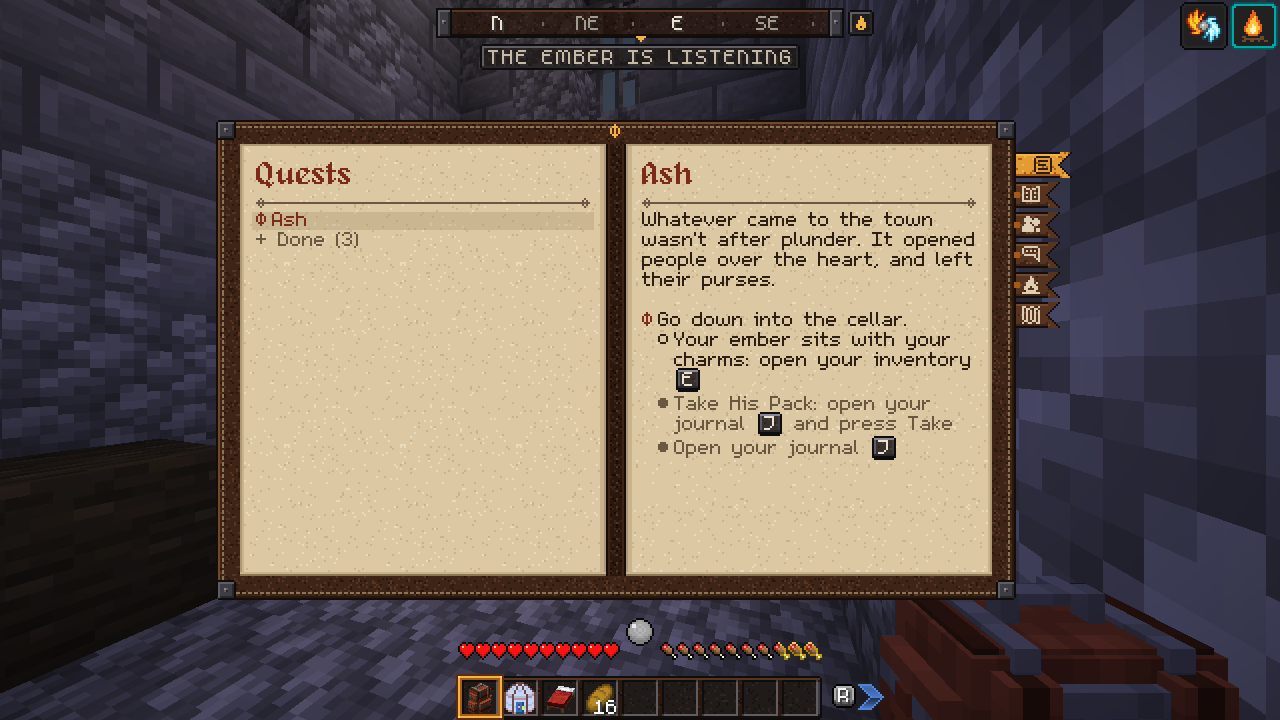 N · NE · E · SE ·
THE EMBER IS LISTENING
Quests
Ash
+ Done (3)
Ash
Whatever came to the town
wasn't after plunder. It opened
people over the heart, and left
their purses.
Go down into the cellar.
Your ember sits with your
charms: open your inventory
E
Take His Pack: open your
journal J and press Take
Open your journal J
16
R